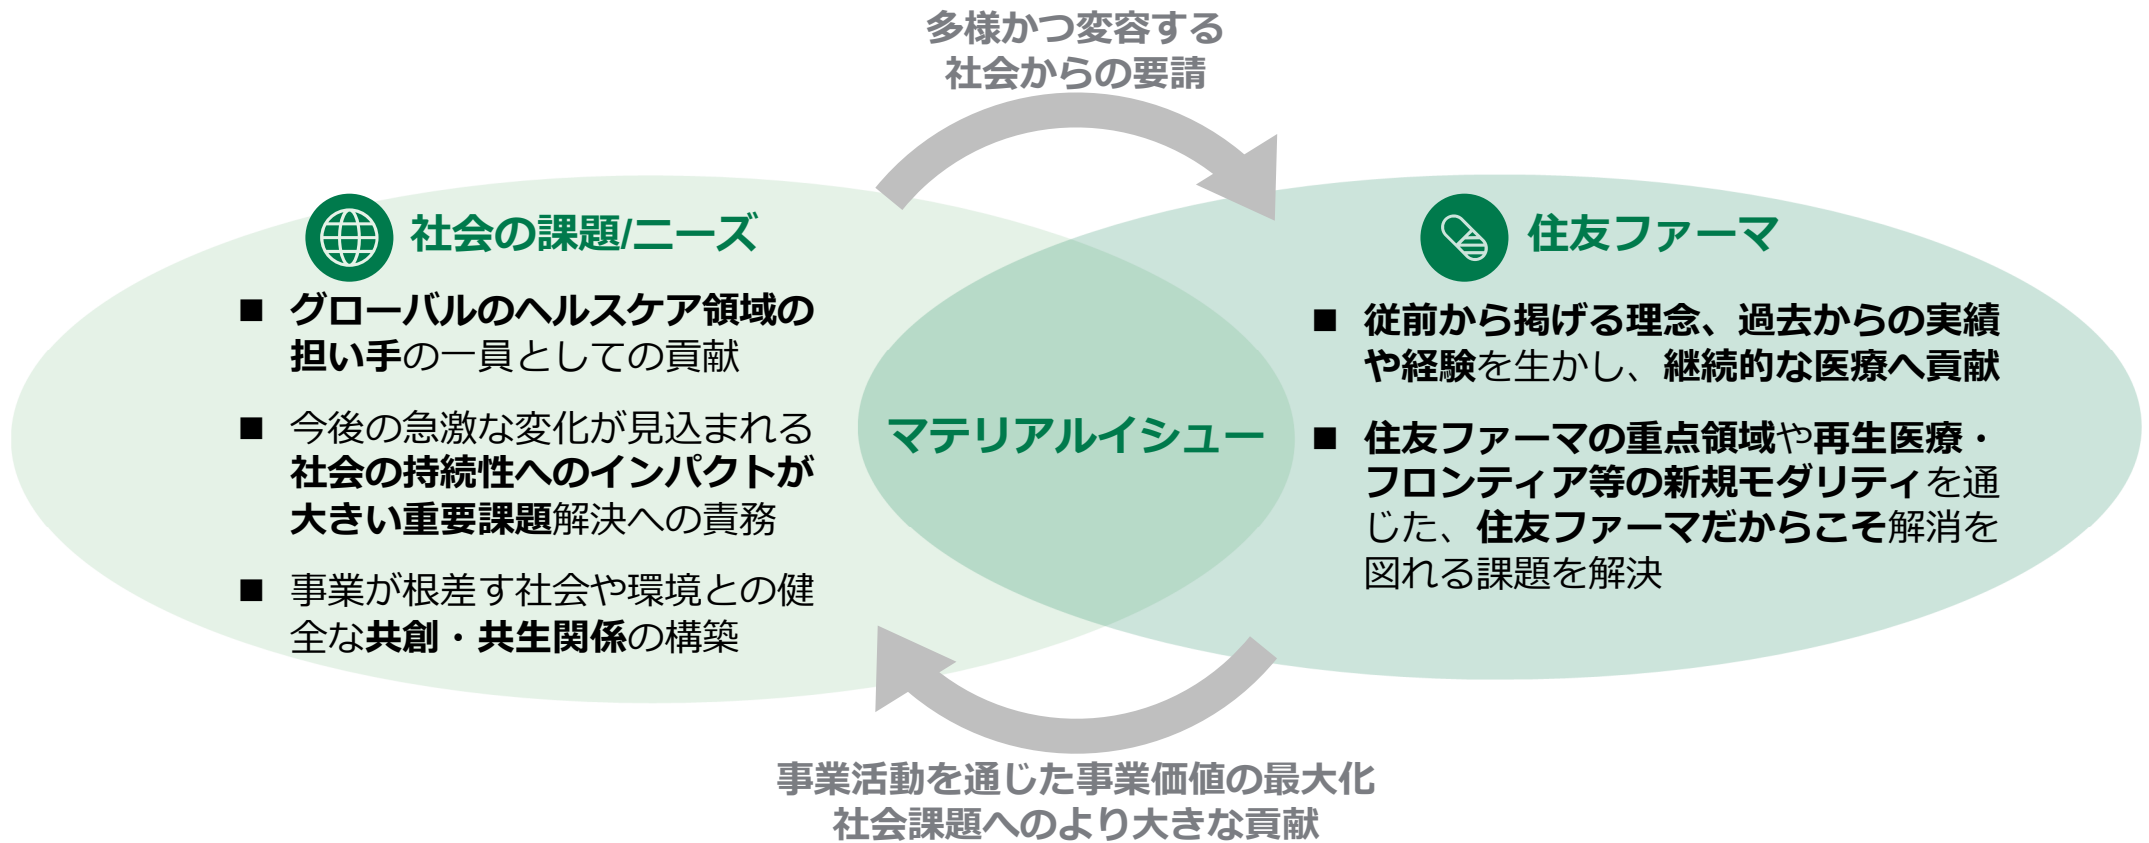 多様かつ変容する
社会からの要請
社会の課題/ニーズ
■ グローバルのヘルスケア領域の
担い手の一員としての貢献
■ 今後の急激な変化が見込まれる
社会の持続性へのインパクトが
大きい重要課題解決への責務
■ 事業が根差す社会や環境との健
全な共創・共生関係の構築
マテリアルイシュー
住友ファーマ
■ 従前から掲げる理念、過去からの実績
や経験を生かし、継続的な医療へ貢献
■ 住友ファーマの重点領域や再生医療・
フロンティア等の新規モダリティを通
じた、住友ファーマだからこそ解消を
図れる課題を解決
事業活動を通じた事業価値の最大化
社会課題へのより大きな貢献